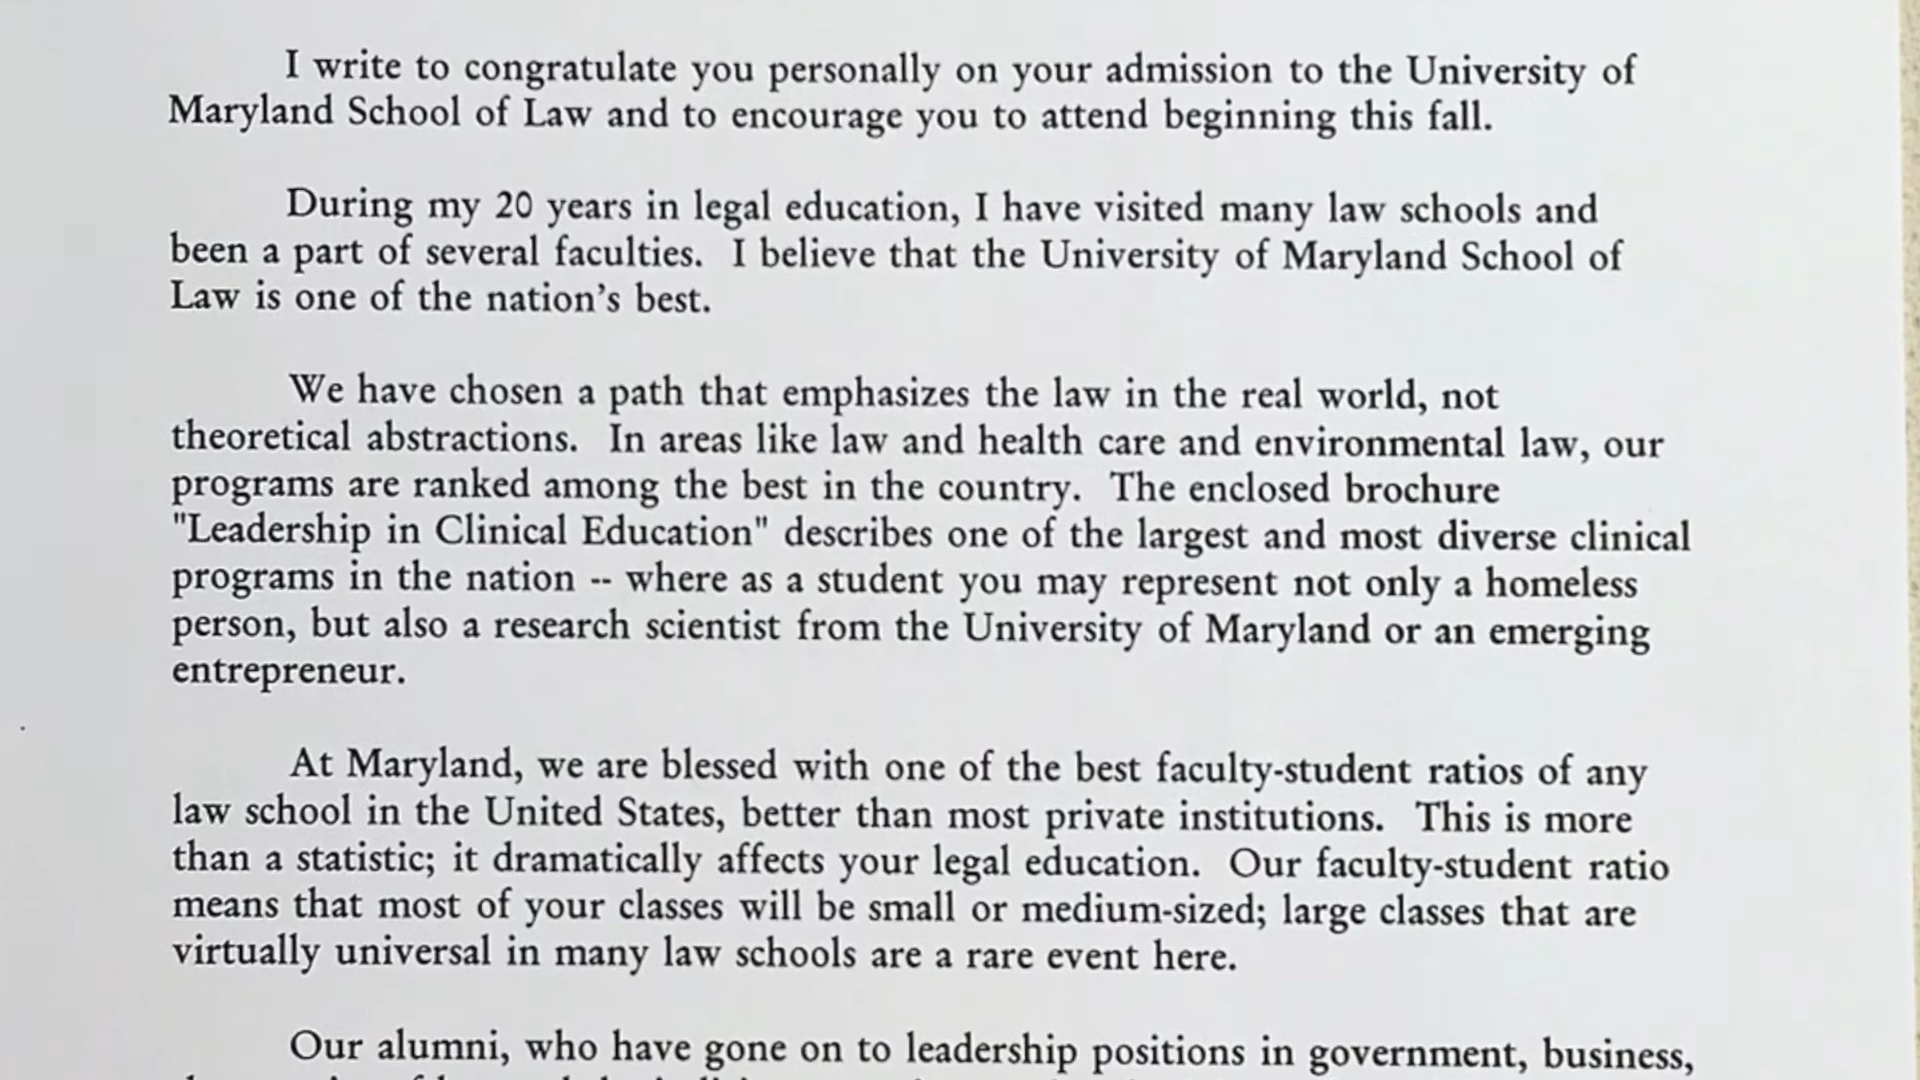 I write to congratulate you personally on your admission to the University of
Maryland School of Law and to encourage you to attend beginning this fall.
During my 20 years in legal education, I have visited many law schools and
been a part of several faculties. I believe that the University of Maryland School of
Law is one of the nation's best.
We have chosen a path that emphasizes the law in the real world, not
theoretical abstractions. In areas like law and health care and environmental law, our
programs are ranked among the best in the country. The enclosed brochure
"Leadership in Clinical Education" describes one of the largest and most diverse clinical
programs in the nation -- where as a student you may represent not only a homeless
person, but also a research scientist from the University of Maryland or an emerging
entrepreneur.
At Maryland, we are blessed with one of the best faculty-student ratios of any
law school in the United States, better than most private institutions. This is more
than a statistic; it dramatically affects your legal education. Our faculty-student ratio
means that most of your classes will be small or medium-sized; large classes that are
virtually universal in many law schools are a rare event here.
Our alumni, who have gone on to leadership positions in government, business,